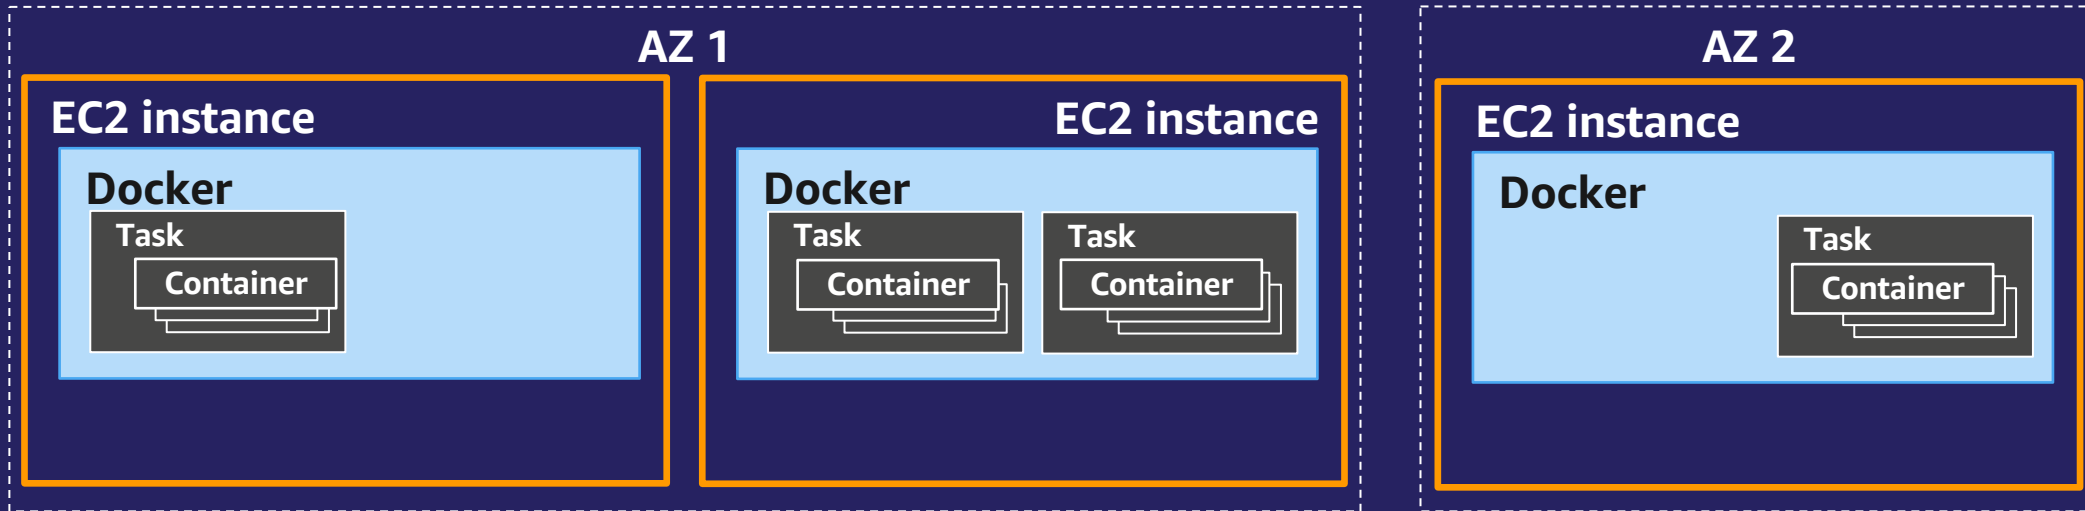 AZ 1
EC2 instance
Docker
Task
Container
EC2 instance
Docker
Task
Container
Task
Container
AZ 2
EC2 instance
Docker
Task
Container